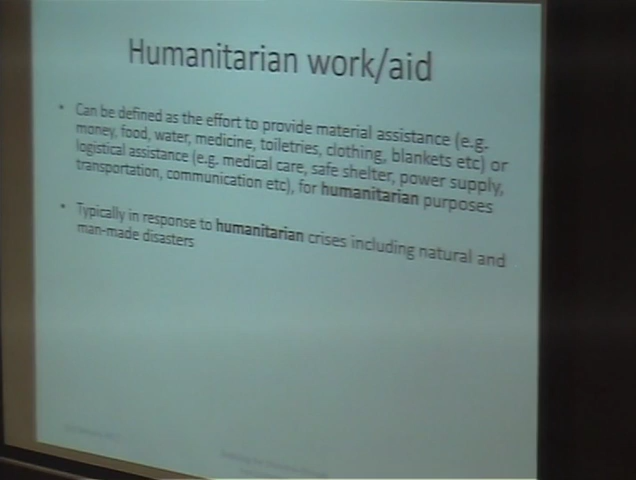 Humanitarian work/aid
• Can be defined as the effort to provide material assistance (e.g.
money, food, water, medicine, toiletries, clothing, blankets etc) or
logistical assistance (e.g. medical care, safe shelter, power supply,
transportation, communication etc), for humanitarian purposes
• Typically in response to humanitarian crises including natural and
man-made disasters